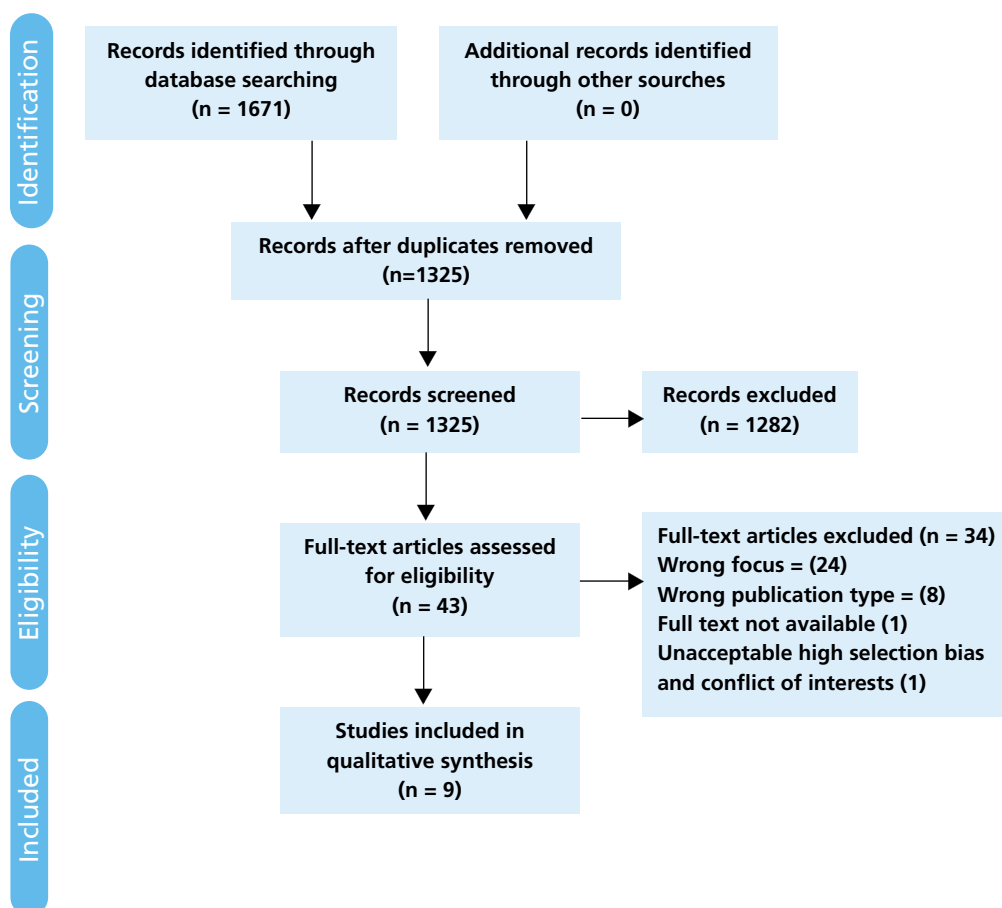 Identification
Records identified through
database searching
(n = 1671)
Additional records identified
through other sourches
(n = 0)
Records after duplicates removed
(n=1325)
Screening
Records screened
(n = 1325)
Records excluded
(n = 1282)
Eligibility
Full-text articles assessed
for eligibility
(n = 43)
Full-text articles excluded (n = 34)
Wrong focus = (24)
Wrong publication type = (8)
Full text not available (1)
Unacceptable high selection bias
and conflict of interests (1)
Included
Studies included in
qualitative synthesis
(n = 9)